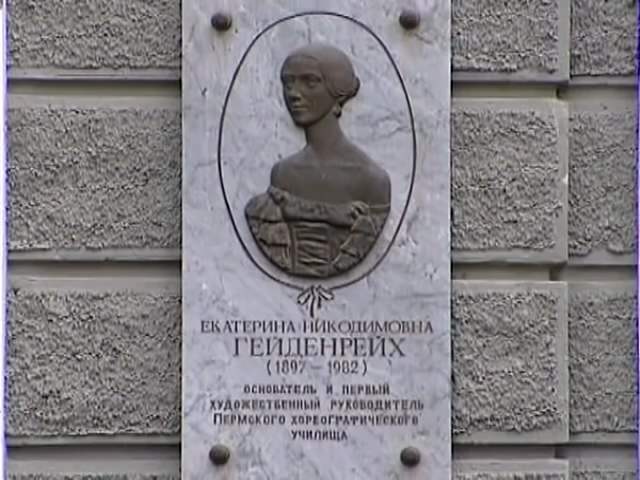 ЕКАТЕРИНА НИКОДИМОВНА
ГЕЙДЕНРЕЙХ
(1897 — 1982)
ОСНОВАТЕЛЬ И ПЕРВЫЙ
ХУДОЖЕСТВЕННЫЙ РУКОВОДИТЕЛЬ
ПЕРМСКОГО ХОРЕОГРАФИЧЕСКОГО
УЧИЛИЩА